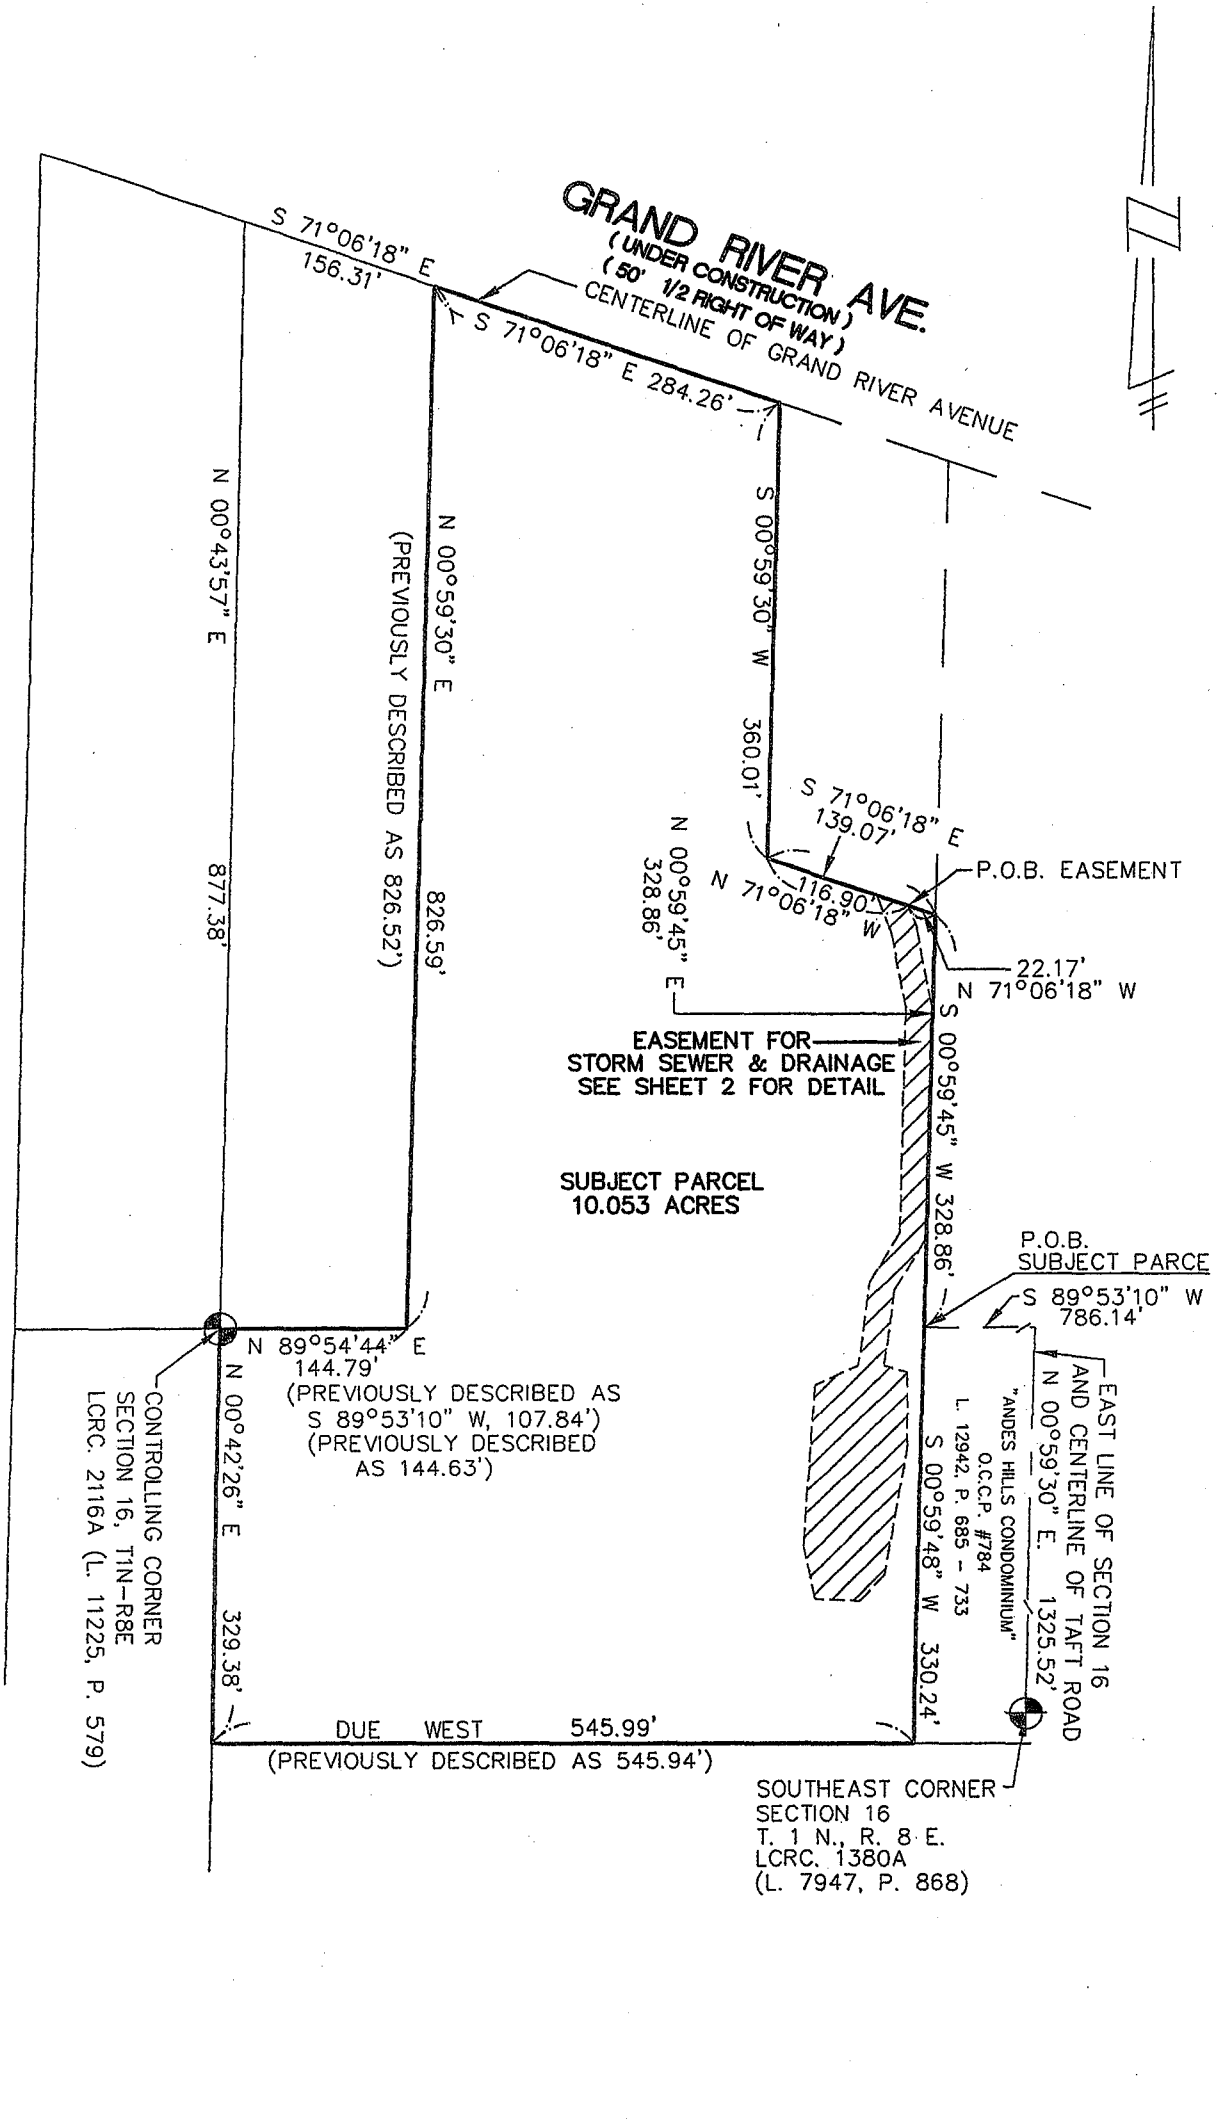 GRAND RIVER AVE.
( UNDER CONSTRUCTION )
( 50' 1/2 RIGHT OF WAY )
CENTERLINE OF GRAND RIVER AVENUE
S 71°06'18" E
156.31'
S 71°06'18" E 284.26'
N 00°43'57" E 877.38'
N 00°59'30" E 826.59'
(PREVIOUSLY DESCRIBED AS 826.52')
S 00°59'30" W 360.01'
S 71°06'18" E
139.07'
116.90'
N 71°06'18" W
P.O.B. EASEMENT
22.17'
N 71°06'18" W
N 00°59'45" E
328.86'
EASEMENT FOR
STORM SEWER & DRAINAGE
SEE SHEET 2 FOR DETAIL
S 00°59'45" W 328.86'
SUBJECT PARCEL
10.053 ACRES
P.O.B.
SUBJECT PARCE
S 89°53'10" W
786.14'
N 89°54'44" E
144.79'
(PREVIOUSLY DESCRIBED AS
S 89°53'10" W, 107.84')
(PREVIOUSLY DESCRIBED
AS 144.63')
EAST LINE OF SECTION 16
AND CENTERLINE OF TAFT ROAD
N 00°59'30" E. 1325.52'
"ANDES HILLS CONDOMINIUM"
O.C.C.P. #784
L. 12942, P. 685 - 733
S 00°59'48" W 330.24'
N 00°42'26" E 329.38'
CONTROLLING CORNER
SECTION 16, T1N-R8E
LCRC. 2116A (L. 11225, P. 579)
DUE WEST 545.99'
(PREVIOUSLY DESCRIBED AS 545.94')
SOUTHEAST CORNER
SECTION 16
T. 1 N., R. 8 E.
LCRC. 1380A
(L. 7947, P. 868)